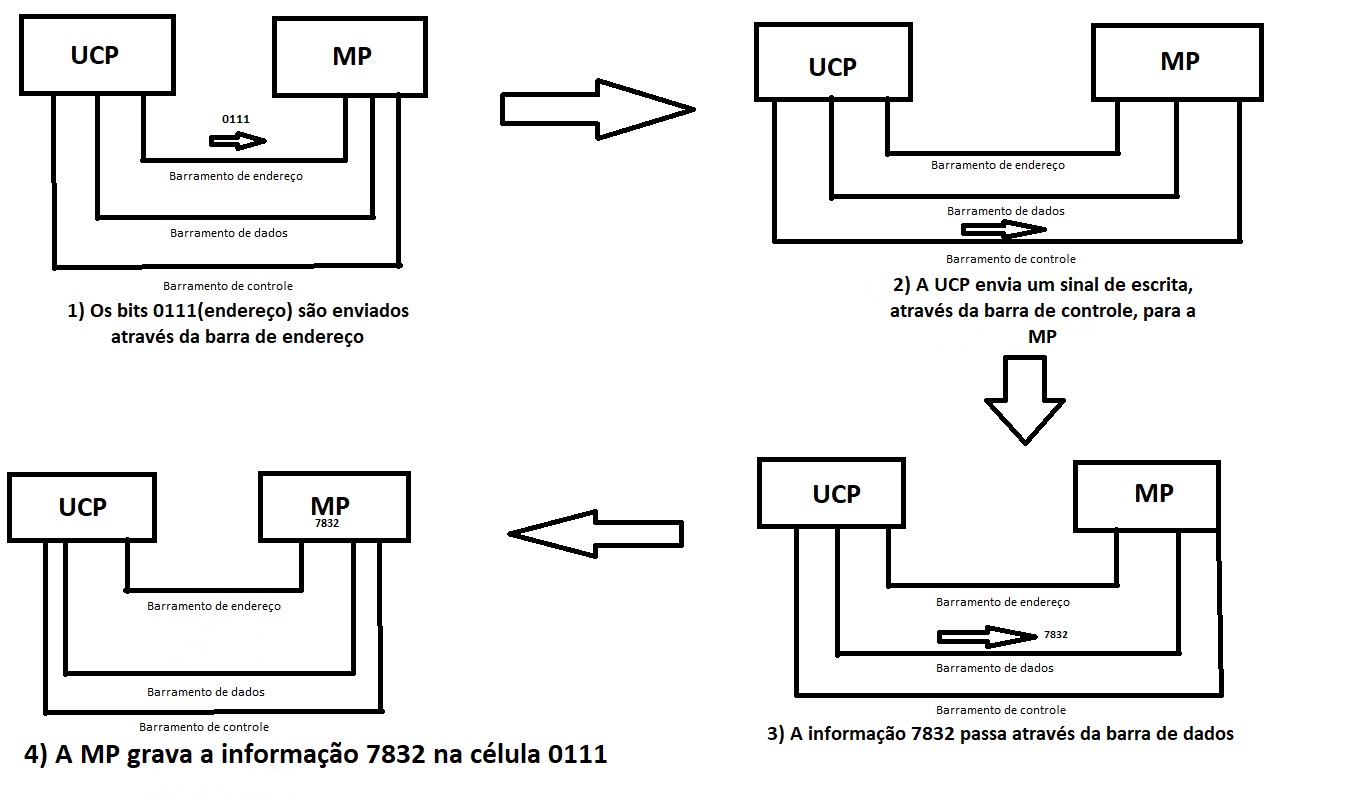 UCP
MP
0111
Barramento de endereço
Barramento de dados
Barramento de controle
1) Os bits 0111(endereço) são enviados
através da barra de endereço
UCP
MP
Barramento de endereço
Barramento de dados
Barramento de controle
2) A UCP envia um sinal de escrita,
através da barra de controle, para a
MP
UCP
MP
Barramento de endereço
7832
Barramento de dados
Barramento de controle
3) A informação 7832 passa através da barra de dados
UCP
MP
7832
Barramento de endereço
Barramento de dados
Barramento de controle
4) A MP grava a informação 7832 na célula 0111